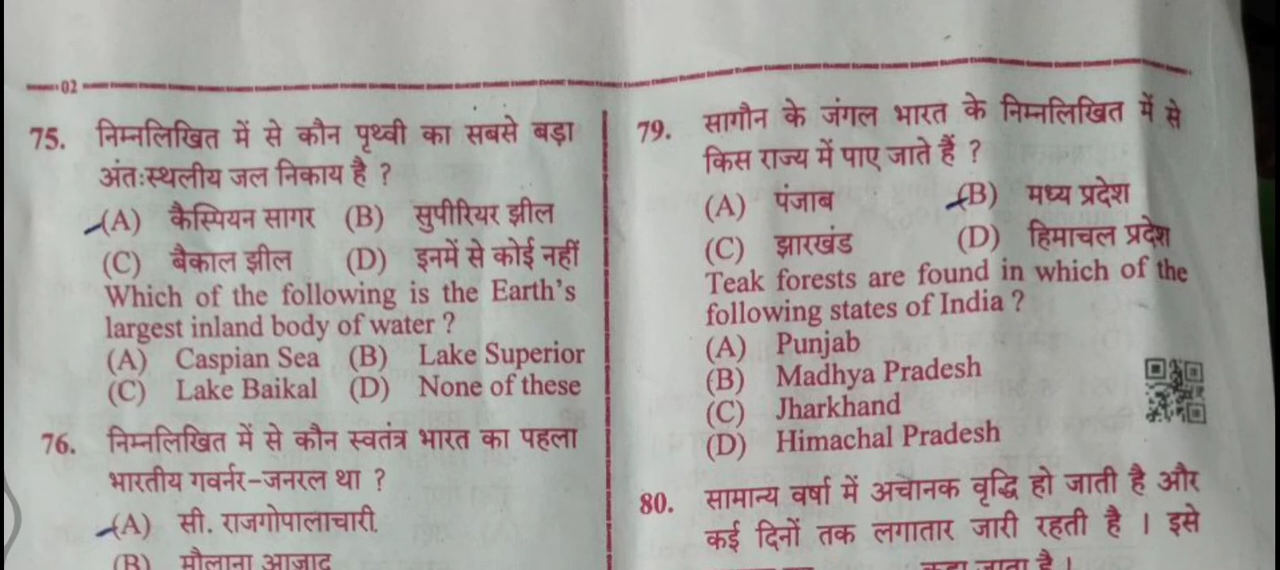 02
75. निम्नलिखित में से कौन पृथ्वी का सबसे बड़ा
अंतःस्थलीय जल निकाय है ?
(A) कैस्पियन सागर (B) सुपीरियर झील
(C) बैकाल झील (D) इनमें से कोई नहीं
Which of the following is the Earth's
largest inland body of water ?
(A) Caspian Sea (B) Lake Superior
(C) Lake Baikal (D) None of these
76. निम्नलिखित में से कौन स्वतंत्र भारत का पहला
भारतीय गवर्नर-जनरल था ?
(A) सी. राजगोपालाचारी
(B) मौलाना आजाद
79. सागौन के जंगल भारत के निम्नलिखित में से
किस राज्य में पाए जाते हैं ?
(A) पंजाब (B) मध्य प्रदेश
(C) झारखंड (D) हिमाचल प्रदेश
Teak forests are found in which of the
following states of India ?
(A) Punjab
(B) Madhya Pradesh
(C) Jharkhand
(D) Himachal Pradesh
80. सामान्य वर्षा में अचानक वृद्धि हो जाती है और
कई दिनों तक लगातार जारी रहती है । इसे
कहा जाता है ।